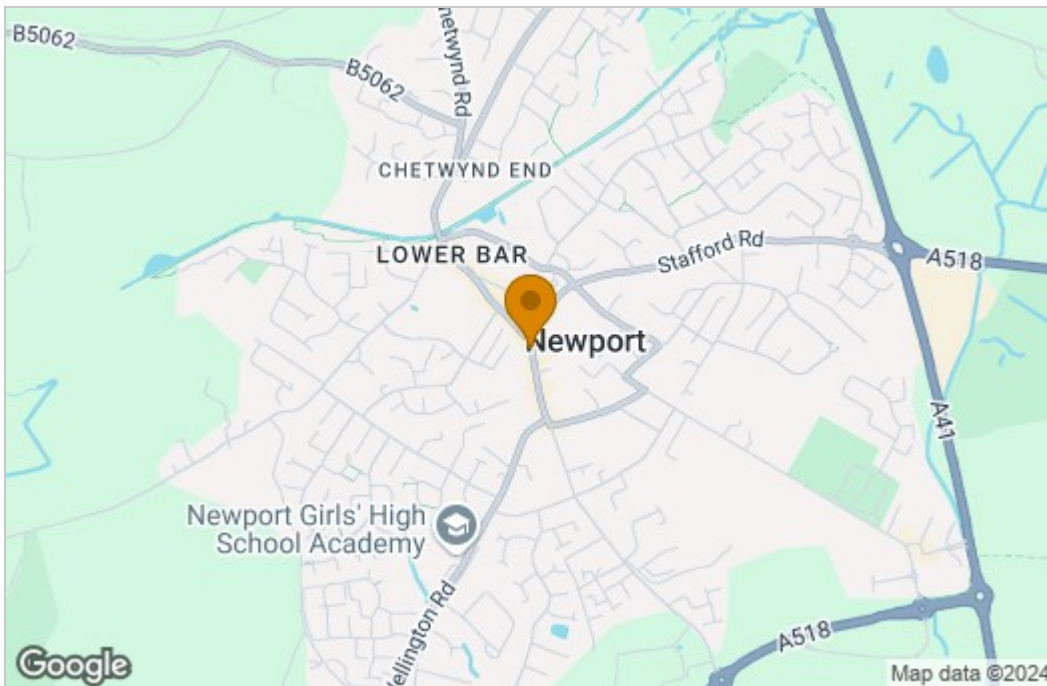 B5062
hetwynd Rd
B5062
CHETWYND END
LOWER BAR
Stafford Rd
A518
Newport
A41
Newport Girls' High
School Academy
Wellington Rd
A518
Google
Map data ©2024